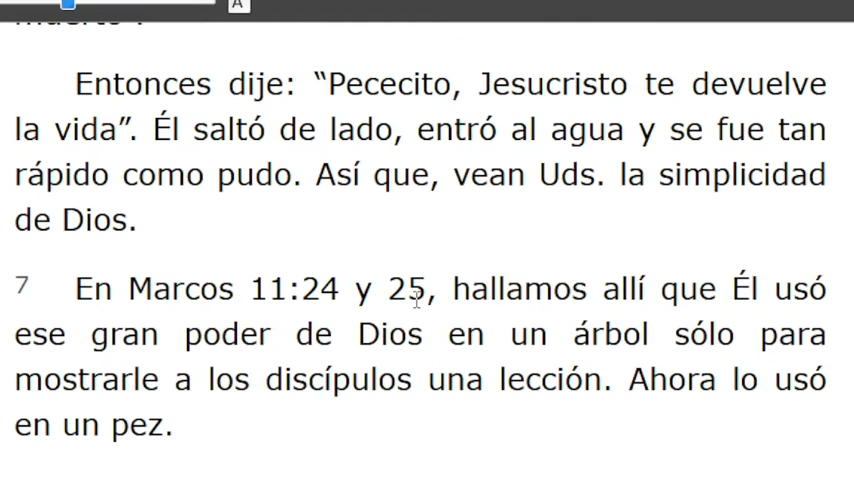 A
Entonces dije: “Pececito, Jesucristo te devuelve
la vida”. Él saltó de lado, entró al agua y se fue tan
rápido como pudo. Así que, vean Uds. la simplicidad
de Dios.
7 En Marcos 11:24 y 25, hallamos allí que Él usó
ese gran poder de Dios en un árbol sólo para
mostrarle a los discípulos una lección. Ahora lo usó
en un pez.